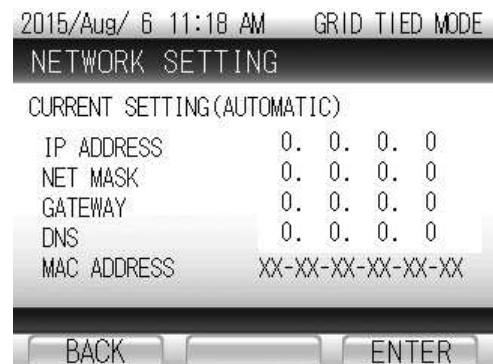 2015/Aug/ 6 11:18 AM GRID TIED MODE
NETWORK SETTING
CURRENT SETTING(AUTOMATIC)
IP ADDRESS 0. 0. 0. 0
NET MASK 0. 0. 0. 0
GATEWAY 0. 0. 0. 0
DNS 0. 0. 0. 0
MAC ADDRESS XX-XX-XX-XX-XX-XX
BACK ENTER